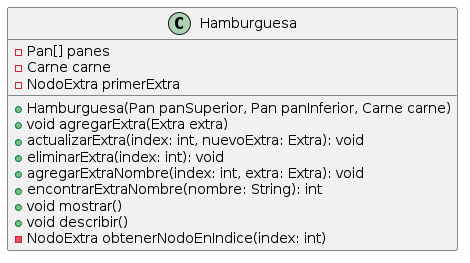 C Hamburguesa
Pan[] panes
Carne carne
NodoExtra primerExtra
Hamburguesa(Pan panSuperior, Pan panInferior, Carne carne)
void agregarExtra(Extra extra)
actualizarExtra(index: int, nuevoExtra: Extra): void
eliminarExtra(index: int): void
agregarExtraNombre(index: int, extra: Extra): void
encontrarExtraNombre(nombre: String): int
void mostrar()
void describir()
NodoExtra obtenerNodoEnIndice(index: int)